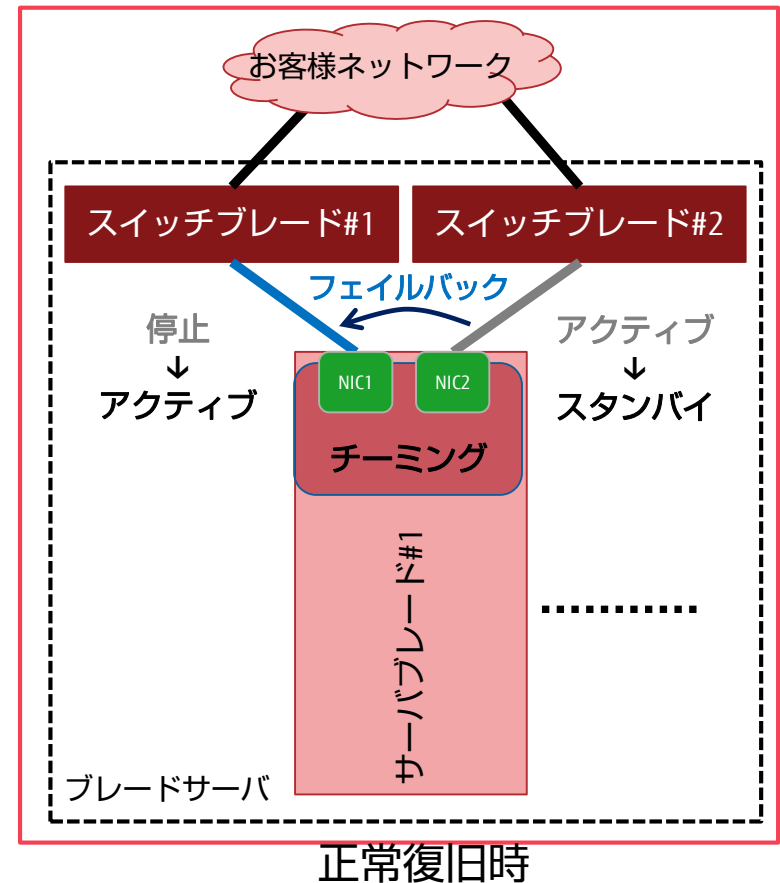 お客様ネットワーク
スイッチブレード#1
スイッチブレード#2
フェイルバック
停止
↓
アクティブ
アクティブ
↓
スタンバイ
NIC1
NIC2
チーミング
サーバブレード#1
…………
ブレードサーバ
正常復旧時